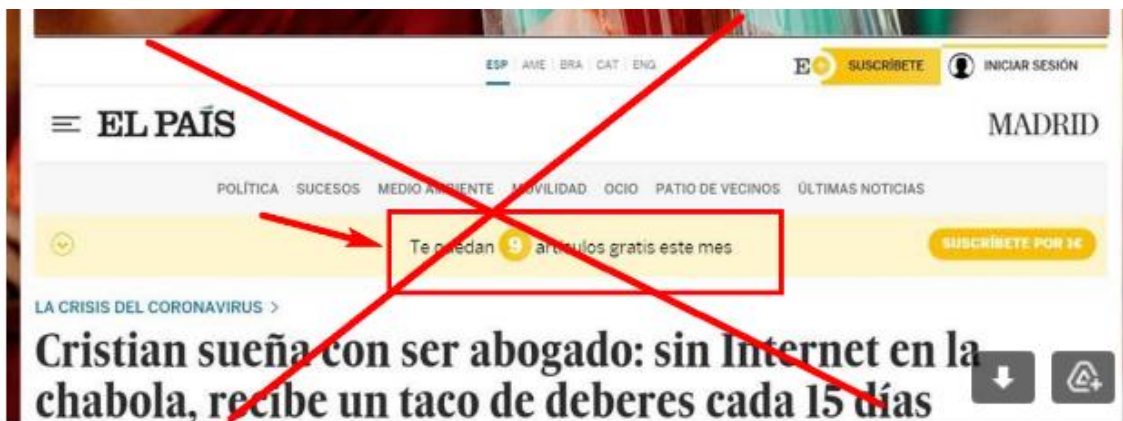 ESP AME BRA CAT ENG
E+ SUSCRÍBETE INICIAR SESIÓN
EL PAÍS MADRID
POLÍTICA SUCESOS MEDIO AMBIENTE MOVILIDAD OCIO PATIO DE VECINOS ÚLTIMAS NOTICIAS
Te quedan 9 artículos gratis este mes SUSCRÍBETE POR 1€
LA CRISIS DEL CORONAVIRUS >
Cristian sueña con ser abogado: sin Internet en la
chabola, recibe un taco de deberes cada 15 días